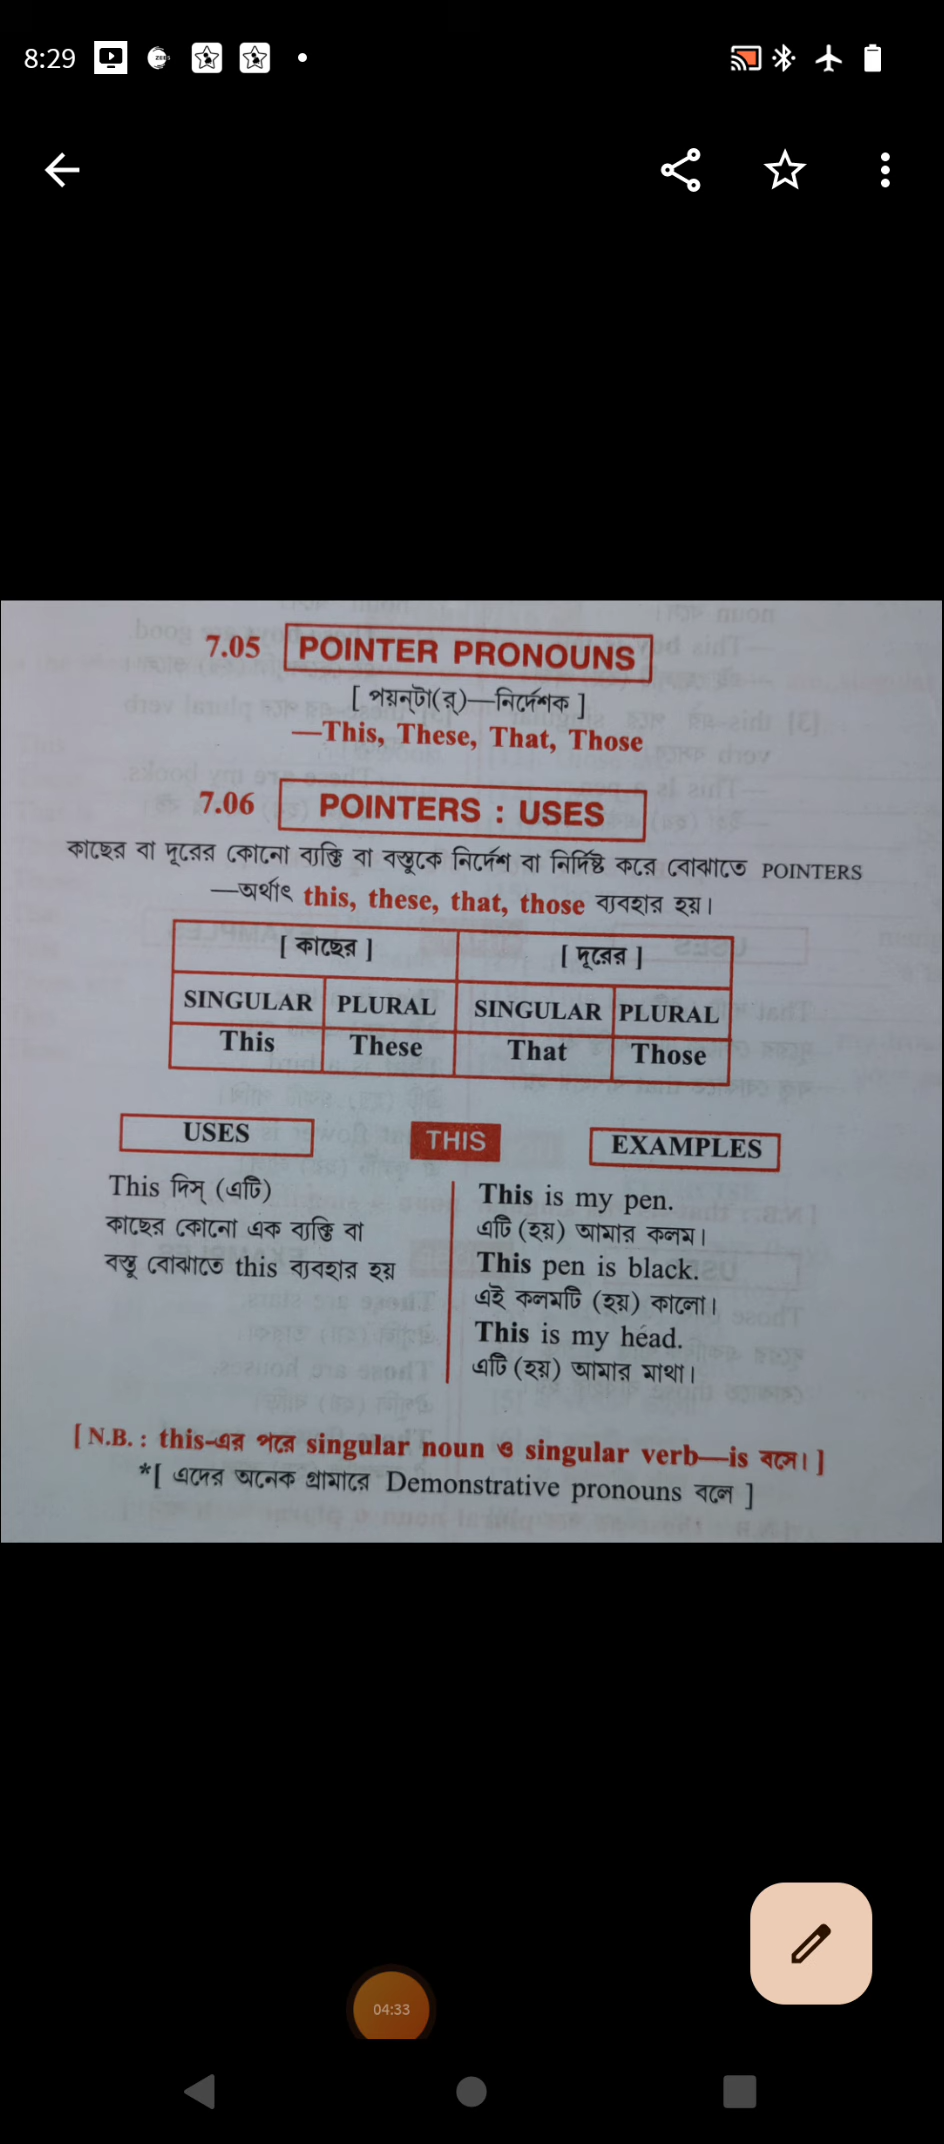 8:29
7.05 POINTER PRONOUNS
[ পয়ন্‌টা(র্)—নির্দেশক ]
—This, These, That, Those
7.06 POINTERS : USES
কাছের বা দূরের কোনো ব্যক্তি বা বস্তুকে নির্দেশ বা নির্দিষ্ট করে বোঝাতে POINTERS
—অর্থাৎ this, these, that, those ব্যবহার হয়।
[ কাছের ] [ দূরের ]
SINGULAR PLURAL SINGULAR PLURAL
This These That Those
USES THIS EXAMPLES
This দিস্ (এটি)
কাছের কোনো এক ব্যক্তি বা
বস্তু বোঝাতে this ব্যবহার হয়
This is my pen.
এটি (হয়) আমার কলম।
This pen is black.
এই কলমটি (হয়) কালো।
This is my héad.
এটি (হয়) আমার মাথা।
[ N.B. : this-এর পরে singular noun ও singular verb—is বসে। ]
*[ এদের অনেক গ্রামারে Demonstrative pronouns বলে ]
04:33